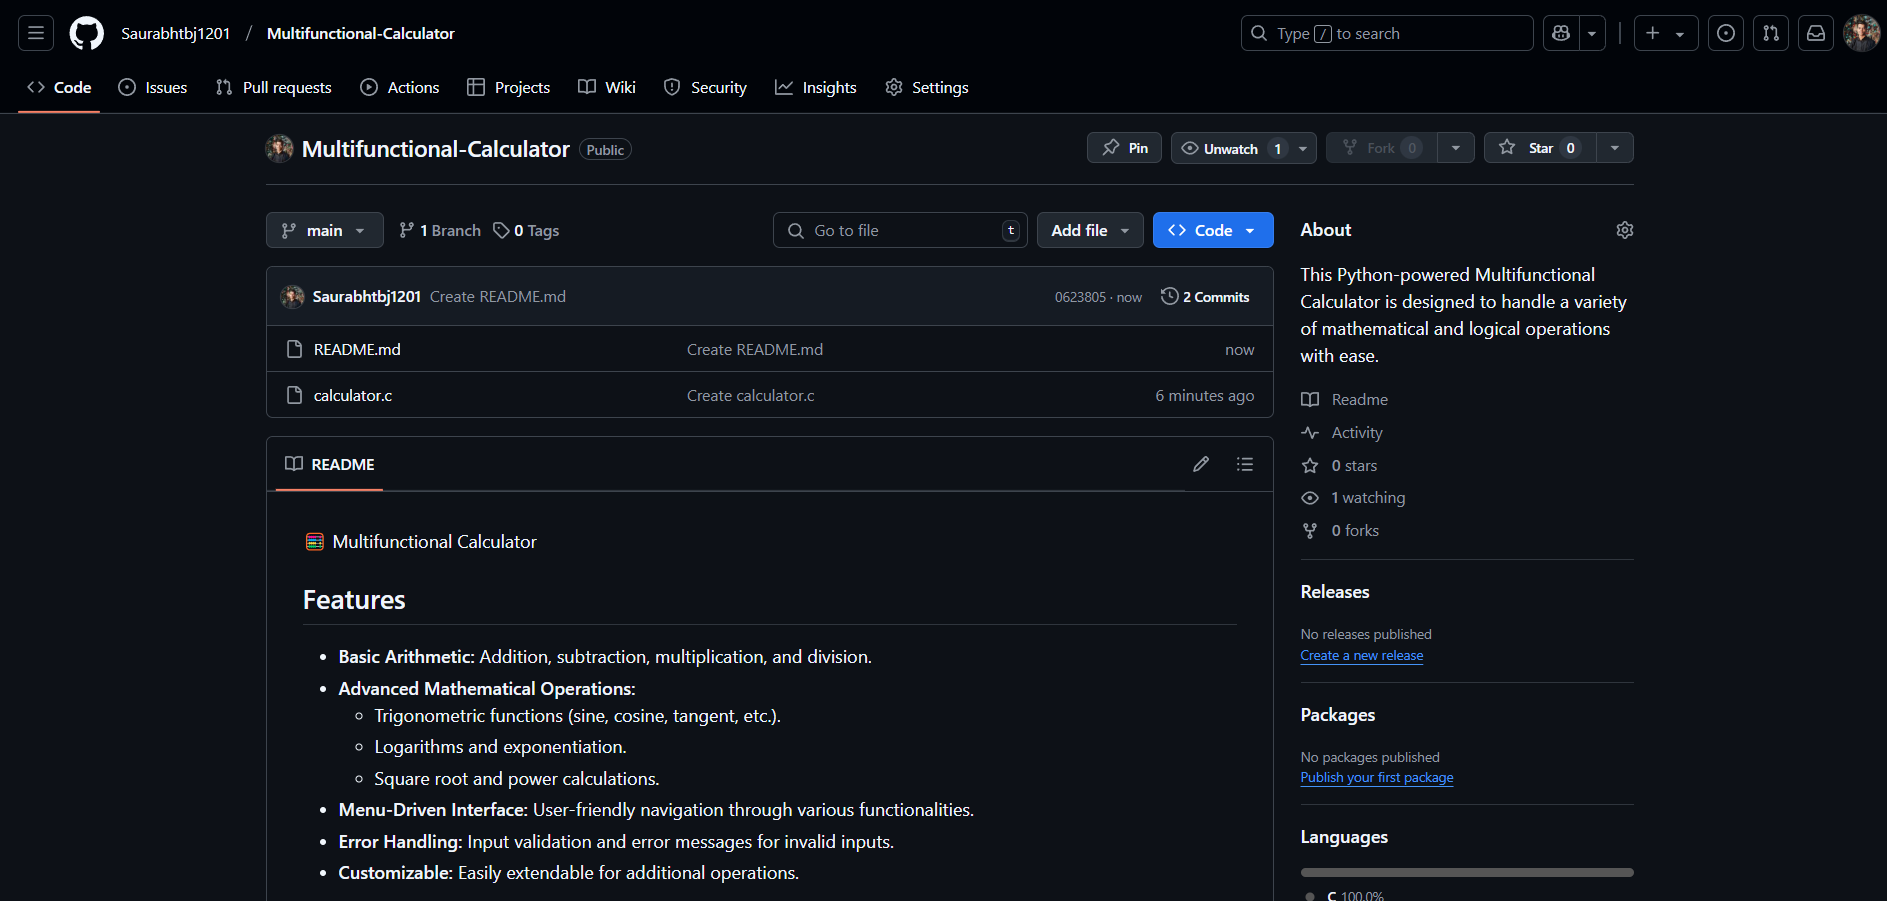 Saurabhtbj1201 / Multifunctional-Calculator
Type / to search
Code Issues Pull requests Actions Projects Wiki Security Insights Settings
Multifunctional-Calculator Public
Pin Unwatch 1 Fork 0 Star 0
main 1 Branch 0 Tags
Go to file t Add file Code
Saurabhtbj1201 Create README.md 0623805 · now 2 Commits
README.md Create README.md now
calculator.c Create calculator.c 6 minutes ago
README
Multifunctional Calculator
Features
• Basic Arithmetic: Addition, subtraction, multiplication, and division.
• Advanced Mathematical Operations:
◦ Trigonometric functions (sine, cosine, tangent, etc.).
◦ Logarithms and exponentiation.
◦ Square root and power calculations.
• Menu-Driven Interface: User-friendly navigation through various functionalities.
• Error Handling: Input validation and error messages for invalid inputs.
• Customizable: Easily extendable for additional operations.
About
This Python-powered Multifunctional
Calculator is designed to handle a variety
of mathematical and logical operations
with ease.
Readme
Activity
0 stars
1 watching
0 forks
Releases
No releases published
Create a new release
Packages
No packages published
Publish your first package
Languages
C 100.0%